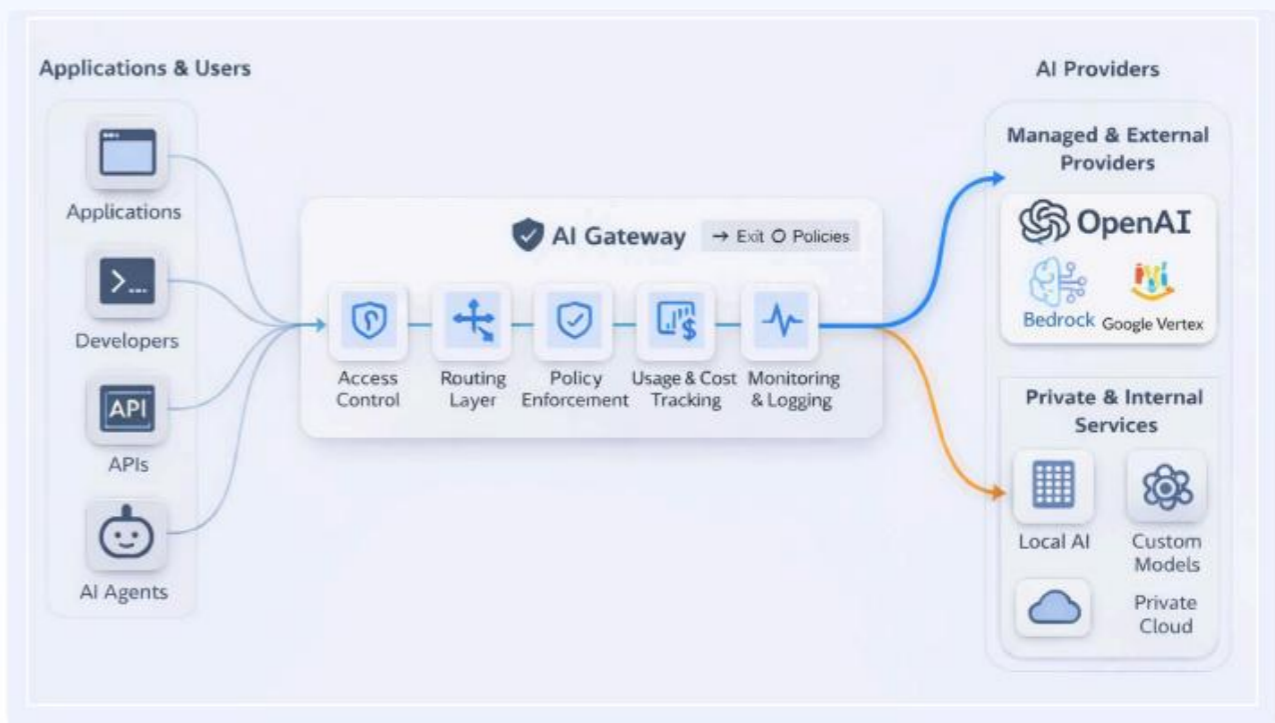 Applications & Users
Applications
Developers
API
APIs
AI Agents
AI Gateway
→ Exit O Policies
Access
Control
Routing
Layer
Policy
Enforcement
Usage & Cost
Tracking
Monitoring
& Logging
AI Providers
Managed & External
Providers
OpenAI
Bedrock
Google Vertex
Private & Internal
Services
Local AI
Custom
Models
Private
Cloud